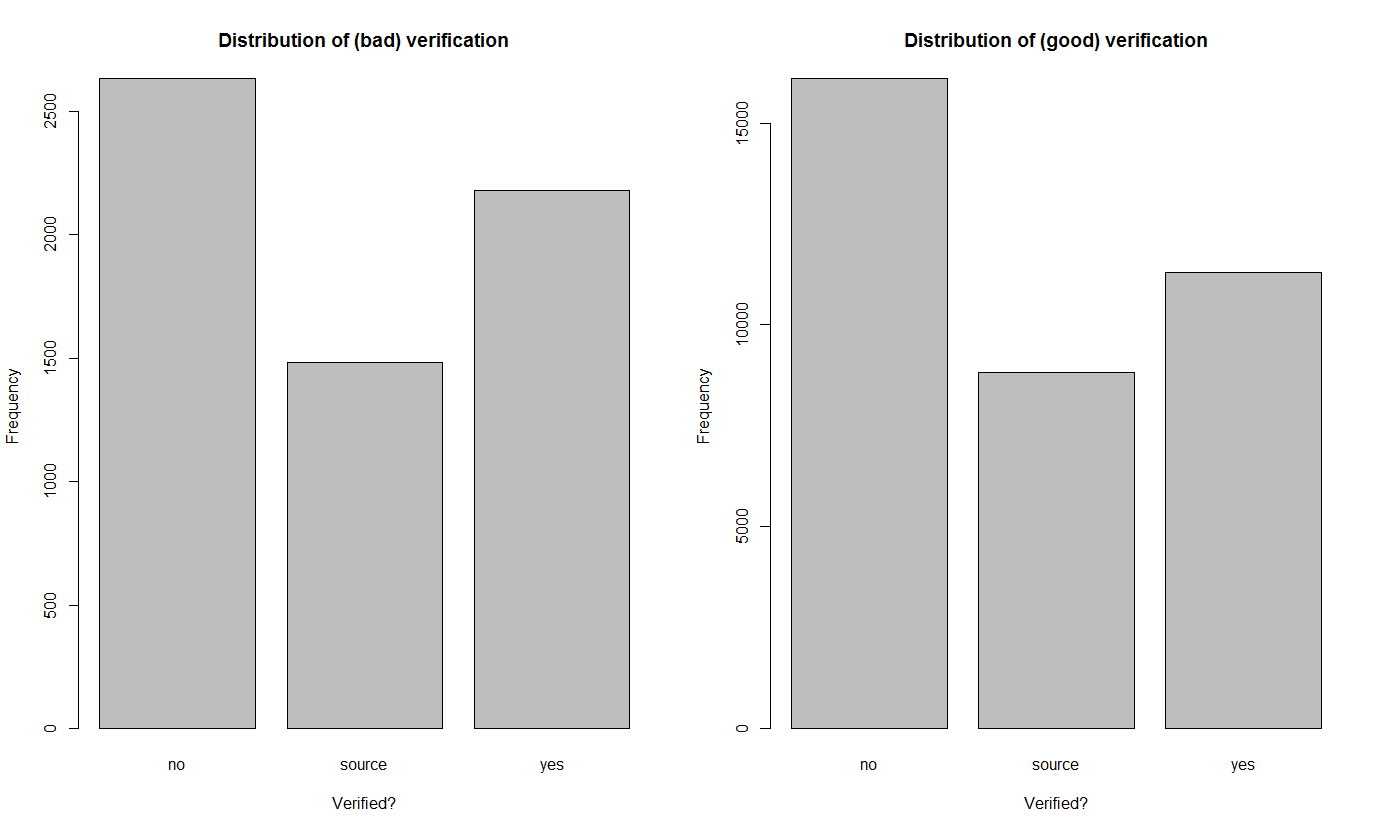 Distribution of (bad) verification
Frequency
2500
2000
1500
1000
500
0
no source yes
Verified?
Distribution of (good) verification
Frequency
15000
10000
5000
0
no source yes
Verified?